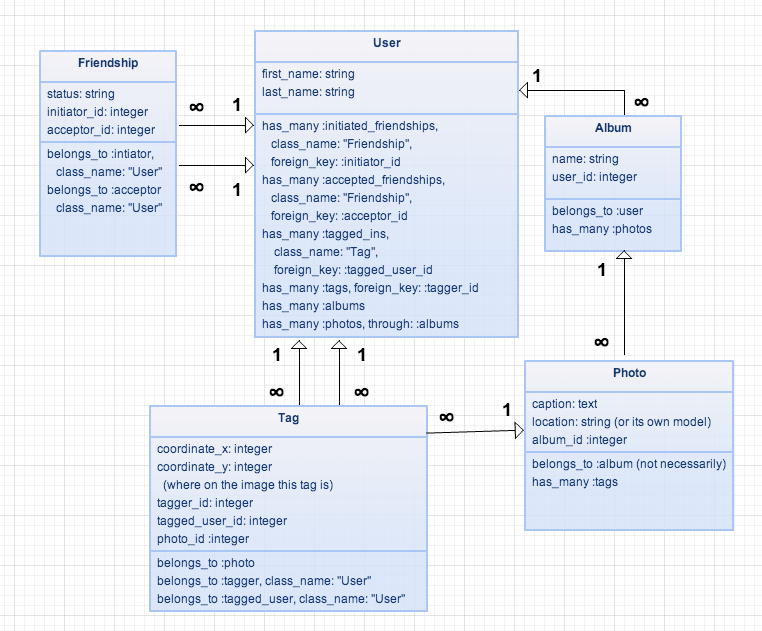 Friendship
status: string
initiator_id: integer
acceptor_id: integer
belongs_to :intiator,
class_name: "User"
belongs_to :acceptor
class_name: "User"
∞
1
∞
1
User
first_name: string
last_name: string
has_many :initiated_friendships,
class_name: "Friendship",
foreign_key: :initiator_id
has_many :accepted_friendships,
class_name: "Friendship",
foreign_key: :acceptor_id
has_many :tagged_ins,
class_name: "Tag",
foreign_key: :tagged_user_id
has_many :tags, foreign_key: :tagger_id
has_many :albums
has_many :photos, through: :albums
1
∞
Album
name: string
user_id: integer
belongs_to :user
has_many :photos
1
∞
1
1
∞
∞
Tag
coordinate_x: integer
coordinate_y: integer
(where on the image this tag is)
tagger_id: integer
tagged_user_id: integer
photo_id :integer
belongs_to :photo
belongs_to :tagger, class_name: "User"
belongs_to :tagged_user, class_name: "User"
∞
1
Photo
caption: text
location: string (or its own model)
album_id :integer
belongs_to :album (not necessarily)
has_many :tags